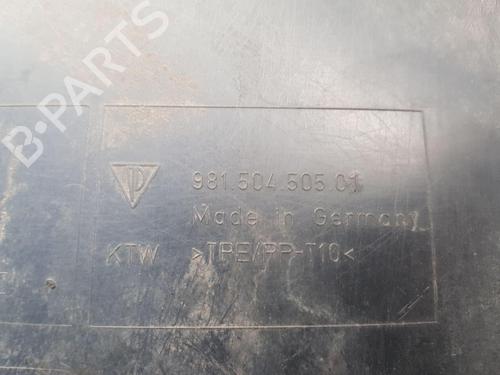 B-PARTS
981.504.505.01
Made in Germany
KTW >TPE/PP-T10<